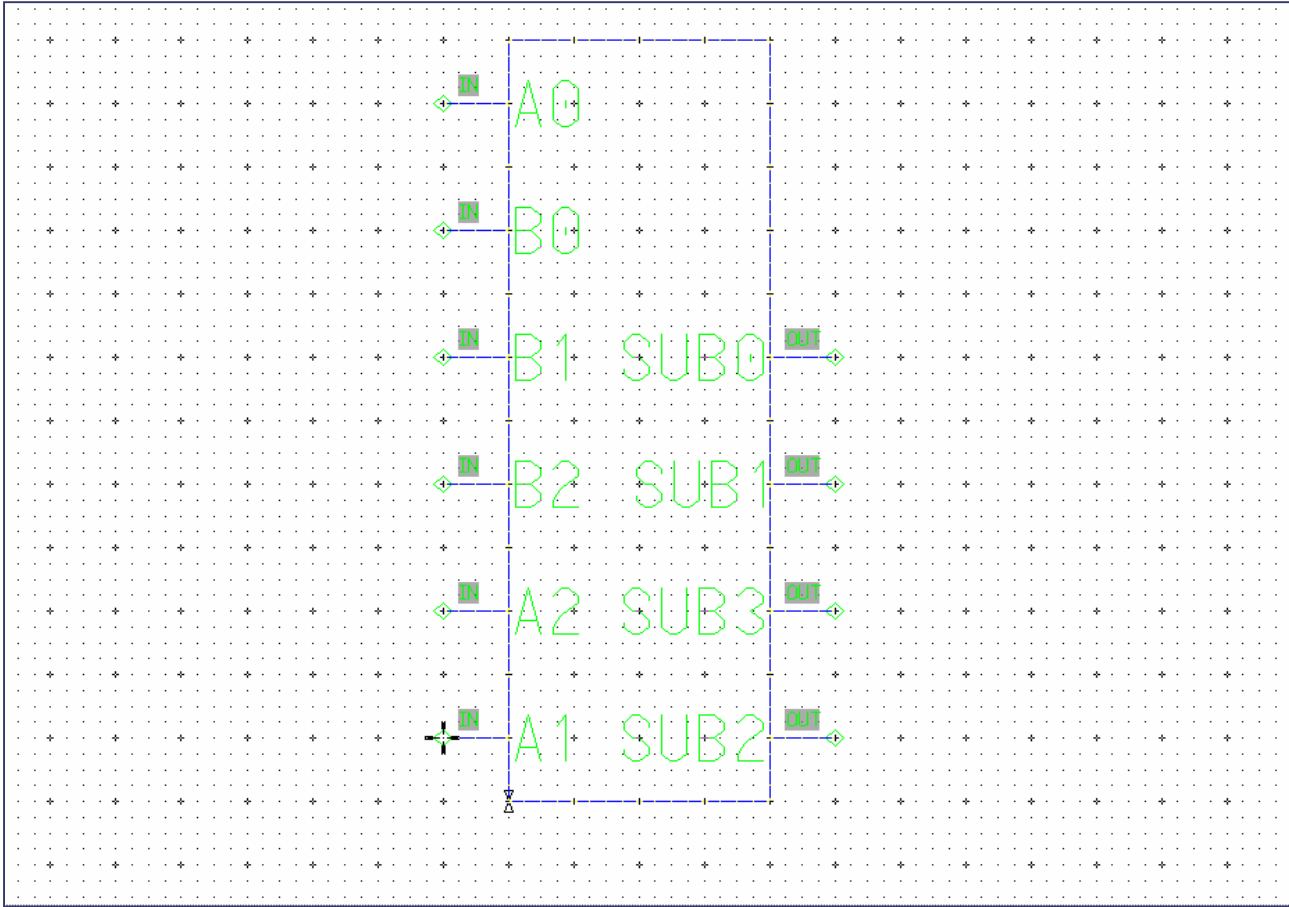 IN A0
IN B0
IN B1 SUB0 OUT
IN B2 SUB1 OUT
IN A2 SUB3 OUT
IN A1 SUB2 OUT